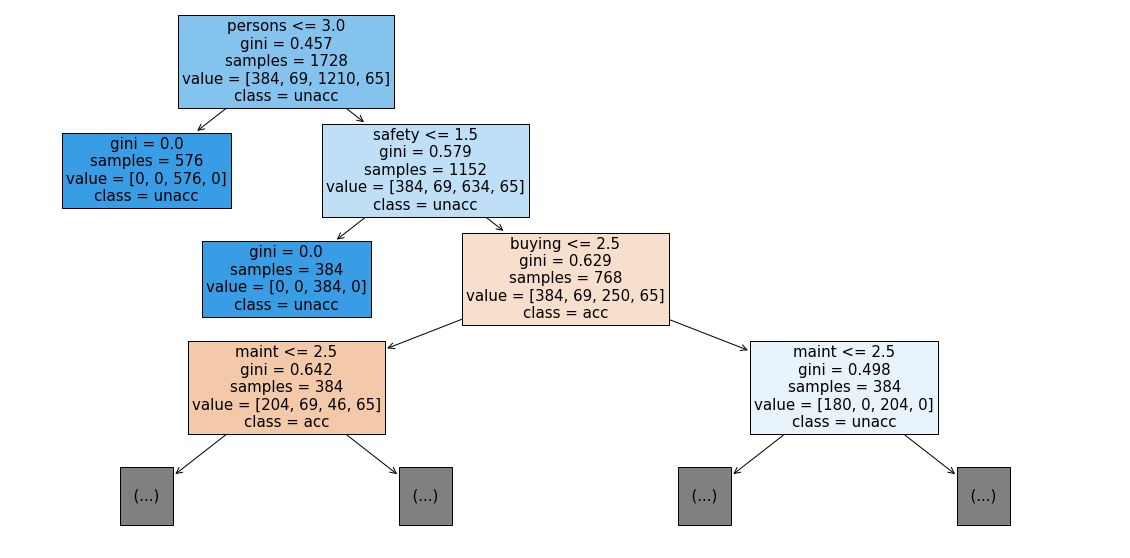 persons <= 3.0
gini = 0.457
samples = 1728
value = [384, 69, 1210, 65]
class = unacc
gini = 0.0
samples = 576
value = [0, 0, 576, 0]
class = unacc
safety <= 1.5
gini = 0.579
samples = 1152
value = [384, 69, 634, 65]
class = unacc
gini = 0.0
samples = 384
value = [0, 0, 384, 0]
class = unacc
buying <= 2.5
gini = 0.629
samples = 768
value = [384, 69, 250, 65]
class = acc
maint <= 2.5
gini = 0.642
samples = 384
value = [204, 69, 46, 65]
class = acc
maint <= 2.5
gini = 0.498
samples = 384
value = [180, 0, 204, 0]
class = unacc
(...)
(...)
(...)
(...)